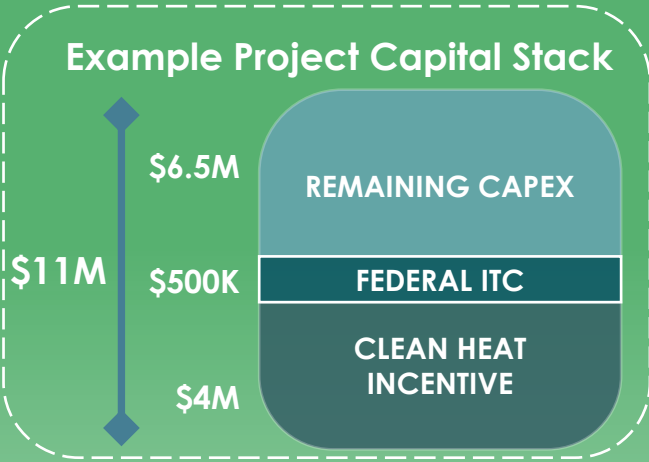 Example Project Capital Stack
$6.5M
REMAINING CAPEX
$11M
$500K
FEDERAL ITC
CLEAN HEAT
INCENTIVE
$4M